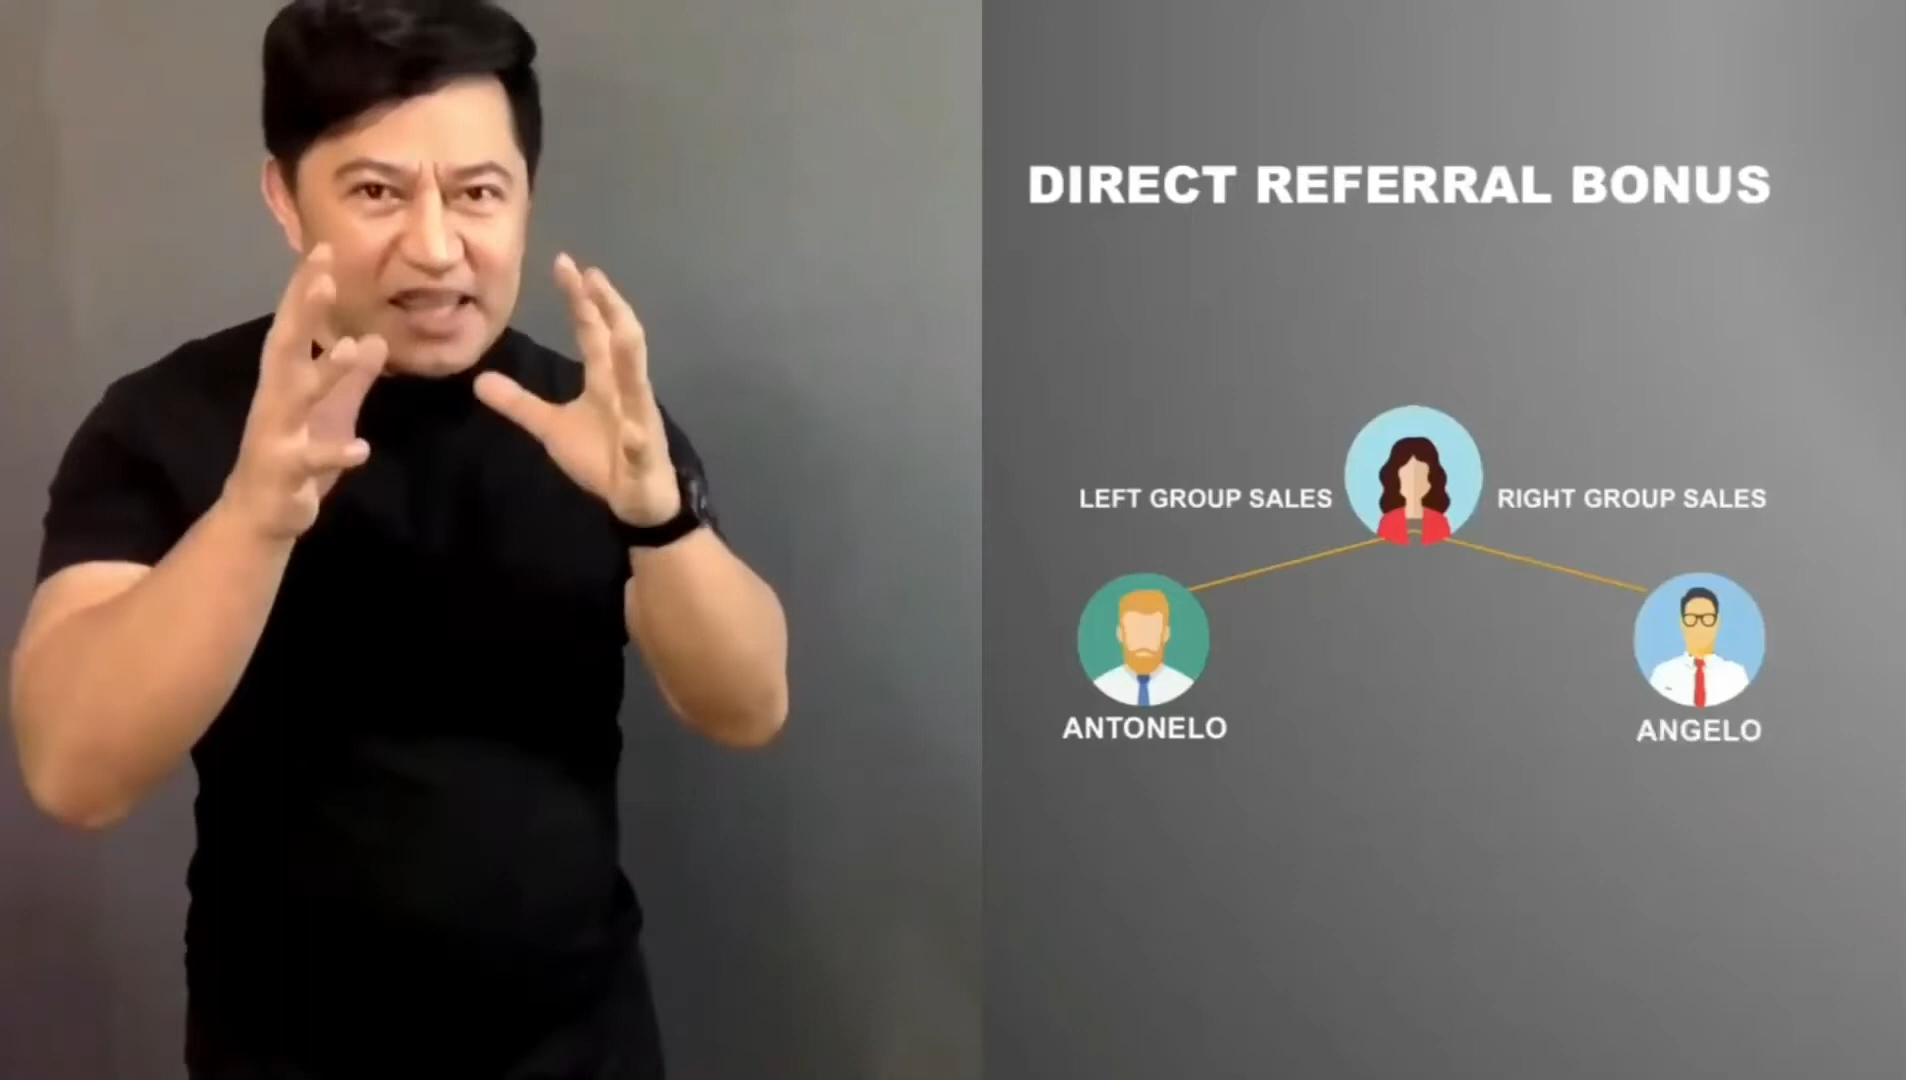 DIRECT REFERRAL BONUS
LEFT GROUP SALES
RIGHT GROUP SALES
ANTONELO
ANGELO